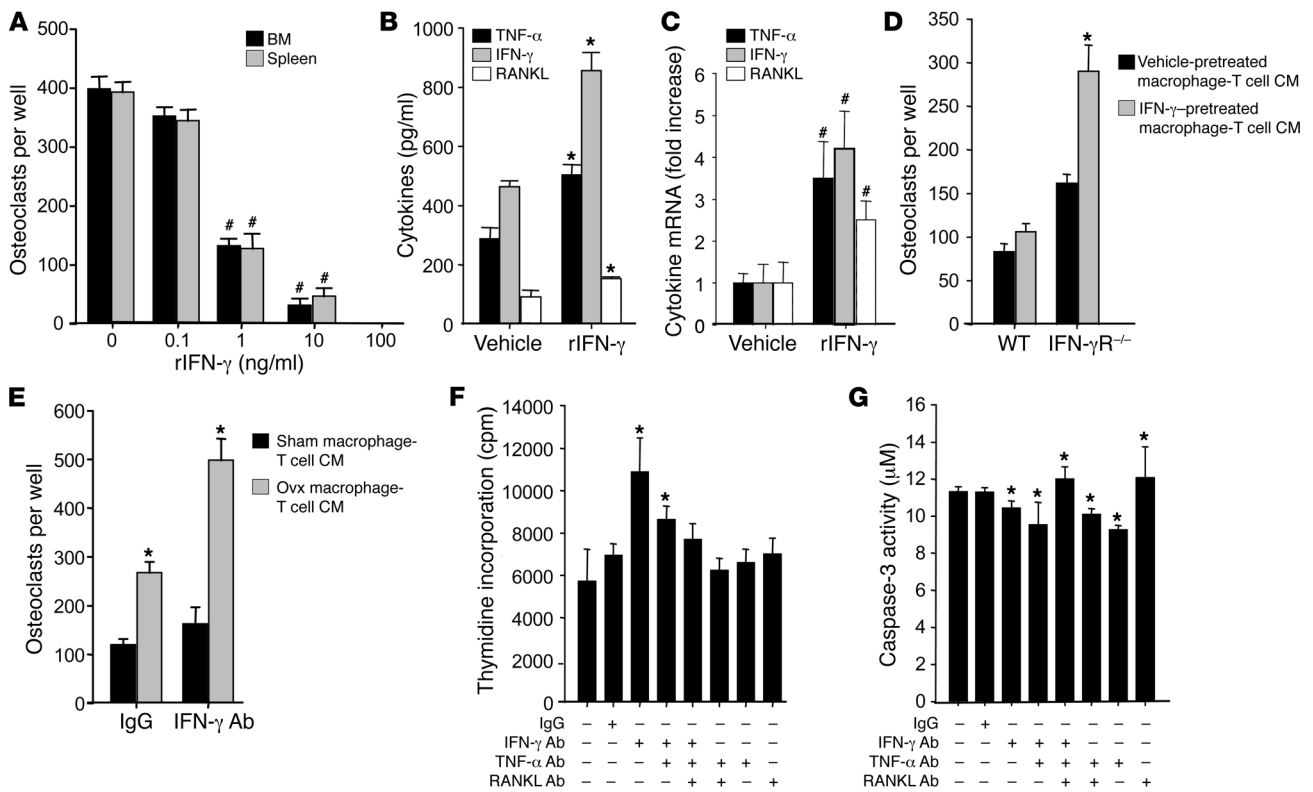 A
500
400
300
200
100
0
Osteoclasts per well
BM
Spleen
# #
# #
0 0.1 1 10 100
rIFN-γ (ng/ml)
B
1000
800
600
400
200
0
Cytokines (pg/ml)
TNF-α
IFN-γ
RANKL
*
*
*
Vehicle rIFN-γ
C
TNF-α
IFN-γ
RANKL
6
5
4
3
2
1
0
Cytokine mRNA (fold increase)
#
#
#
Vehicle rIFN-γ
D
350
300
250
200
150
100
50
0
Osteoclasts per well
*
Vehicle-pretreated
macrophage-T cell CM
IFN-γ–pretreated
macrophage-T cell CM
WT IFN-γR–/–
E
600
500
400
300
200
100
0
Osteoclasts per well
*
*
Sham macrophage-
T cell CM
Ovx macrophage-
T cell CM
IgG IFN-γ Ab
F
14000
12000
10000
8000
6000
4000
2000
0
Thymidine incorporation (cpm)
*
*
IgG – + – – – – – –
IFN-γ Ab – – + + + – – –
TNF-α Ab – – – + + + + –
RANKL Ab – – – – + + – +
G
16
14
12
10
8
6
4
2
0
Caspase-3 activity (μM)
* * * * * *
IgG – + – – – – – –
IFN-γ Ab – – + + + – – –
TNF-α Ab – – – + + + + –
RANKL Ab – – – – + + – +